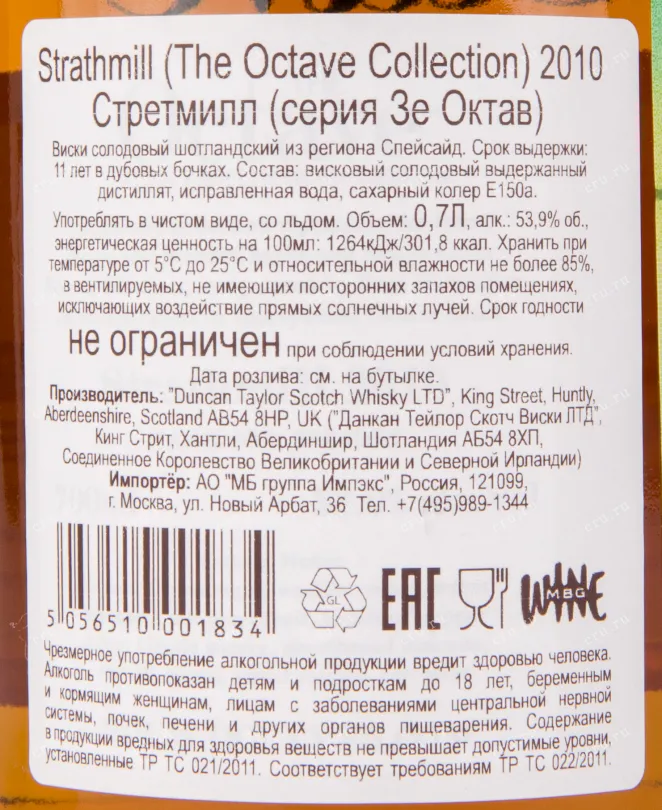 Strathmill (The Octave Collection) 2010
Стретмилл (серия Зе Октав)
Виски солодовый шотландский из региона Спейсайд. Срок выдержки:
11 лет в дубовых бочках. Состав: висковый солодовый выдержанный
дистиллят, исправленная вода, сахарный колер Е150а.
Употреблять в чистом виде, со льдом. Объем: 0,7Л, алк.: 53,9% об.,
энергетическая ценность на 100мл: 1264кДж/301,8 ккал. Хранить при
температуре от 5°С до 25°С и относительной влажности не более 85%,
в вентилируемых, не имеющих посторонних запахов помещениях,
исключающих воздействие прямых солнечных лучей. Срок годности
не ограничен при соблюдении условий хранения.
Дата розлива: см. на бутылке.
Производитель: "Duncan Taylor Scotch Whisky LTD", King Street, Huntly,
Aberdeenshire, Scotland AB54 8HP, UK ("Данкан Тейлор Скотч Виски ЛТД",
Кинг Стрит, Хантли, Абердиншир, Шотландия АБ54 8ХП,
Соединенное Королевство Великобритании и Северной Ирландии)
Импортёр: АО "МБ группа Импэкс", Россия, 121099,
г. Москва, ул. Новый Арбат, 36 Тел. +7(495)989-1344
GL EAC WINE MBG
5 056510 001834
Чрезмерное употребление алкогольной продукции вредит здоровью человека.
Алкоголь противопоказан детям и подросткам до 18 лет, беременным
и кормящим женщинам, лицам с заболеваниями центральной нервной
системы, почек, печени и других органов пищеварения. Содержание
в продукции вредных для здоровья веществ не превышает допустимые уровни,
установленные ТР ТС 021/2011. Соответствует требованиям ТР ТС 022/2011.